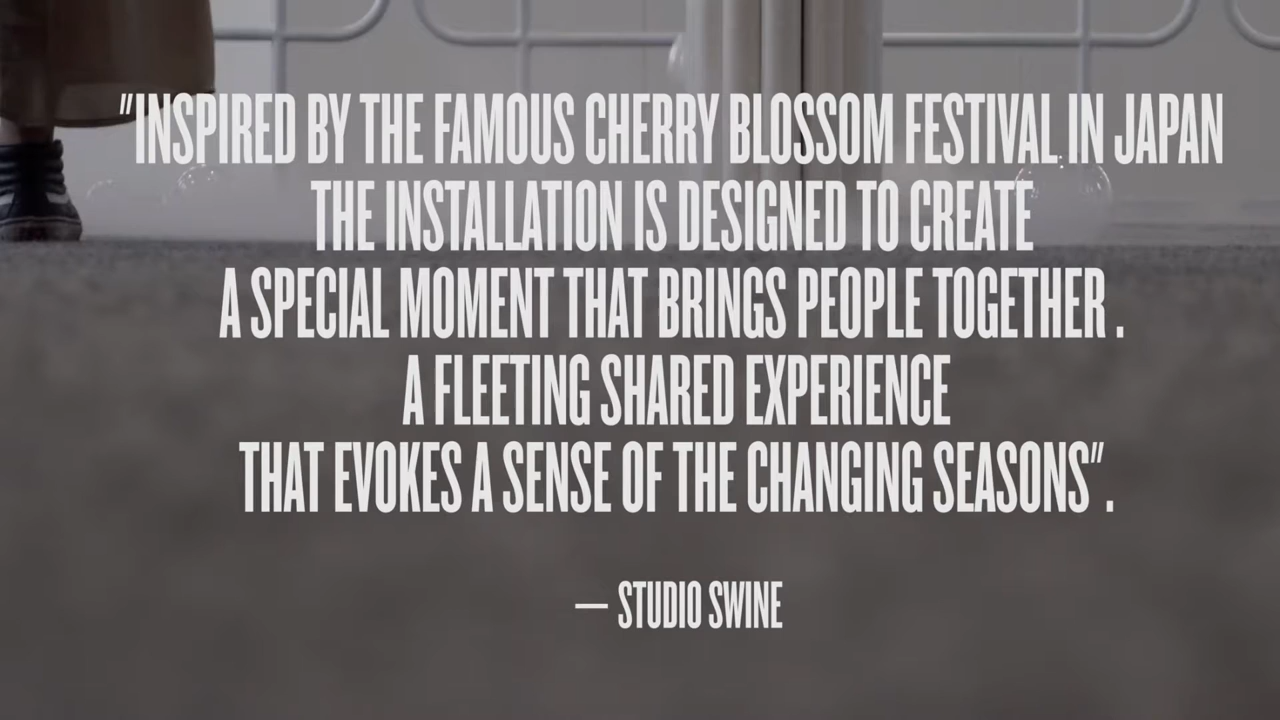 "INSPIRED BY THE FAMOUS CHERRY BLOSSOM FESTIVAL IN JAPAN
THE INSTALLATION IS DESIGNED TO CREATE
A SPECIAL MOMENT THAT BRINGS PEOPLE TOGETHER .
A FLEETING SHARED EXPERIENCE
THAT EVOKES A SENSE OF THE CHANGING SEASONS" .
— STUDIO SWINE